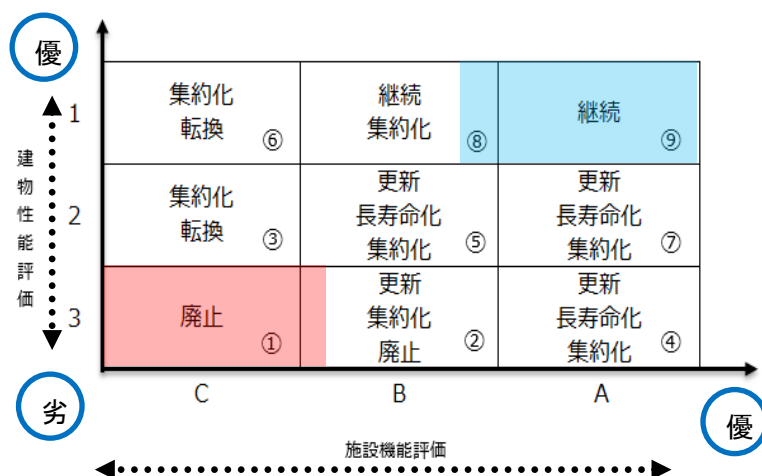 優
建物性能評価
1
集約化
転換
⑥
継続
集約化
⑧
継続
⑨
2
集約化
転換
③
更新
長寿命化
集約化
⑤
更新
長寿命化
集約化
⑦
3
廃止
①
更新
集約化
廃止
②
更新
長寿命化
集約化
④
劣
C
B
A
優
施設機能評価